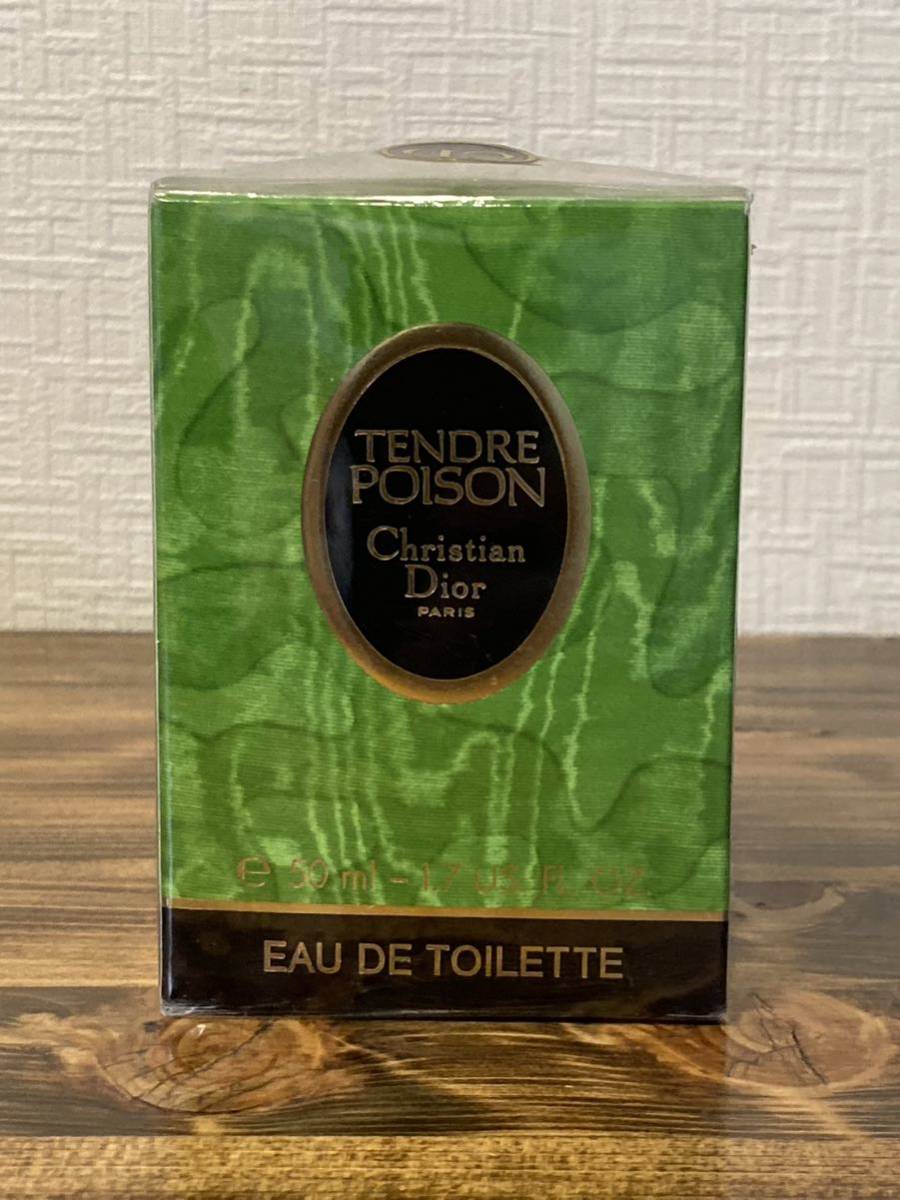 TENDRE
POISON
Christian
Dior
PARIS
℮ 50 ml - 1.7 US. FL. OZ.
EAU DE TOILETTE